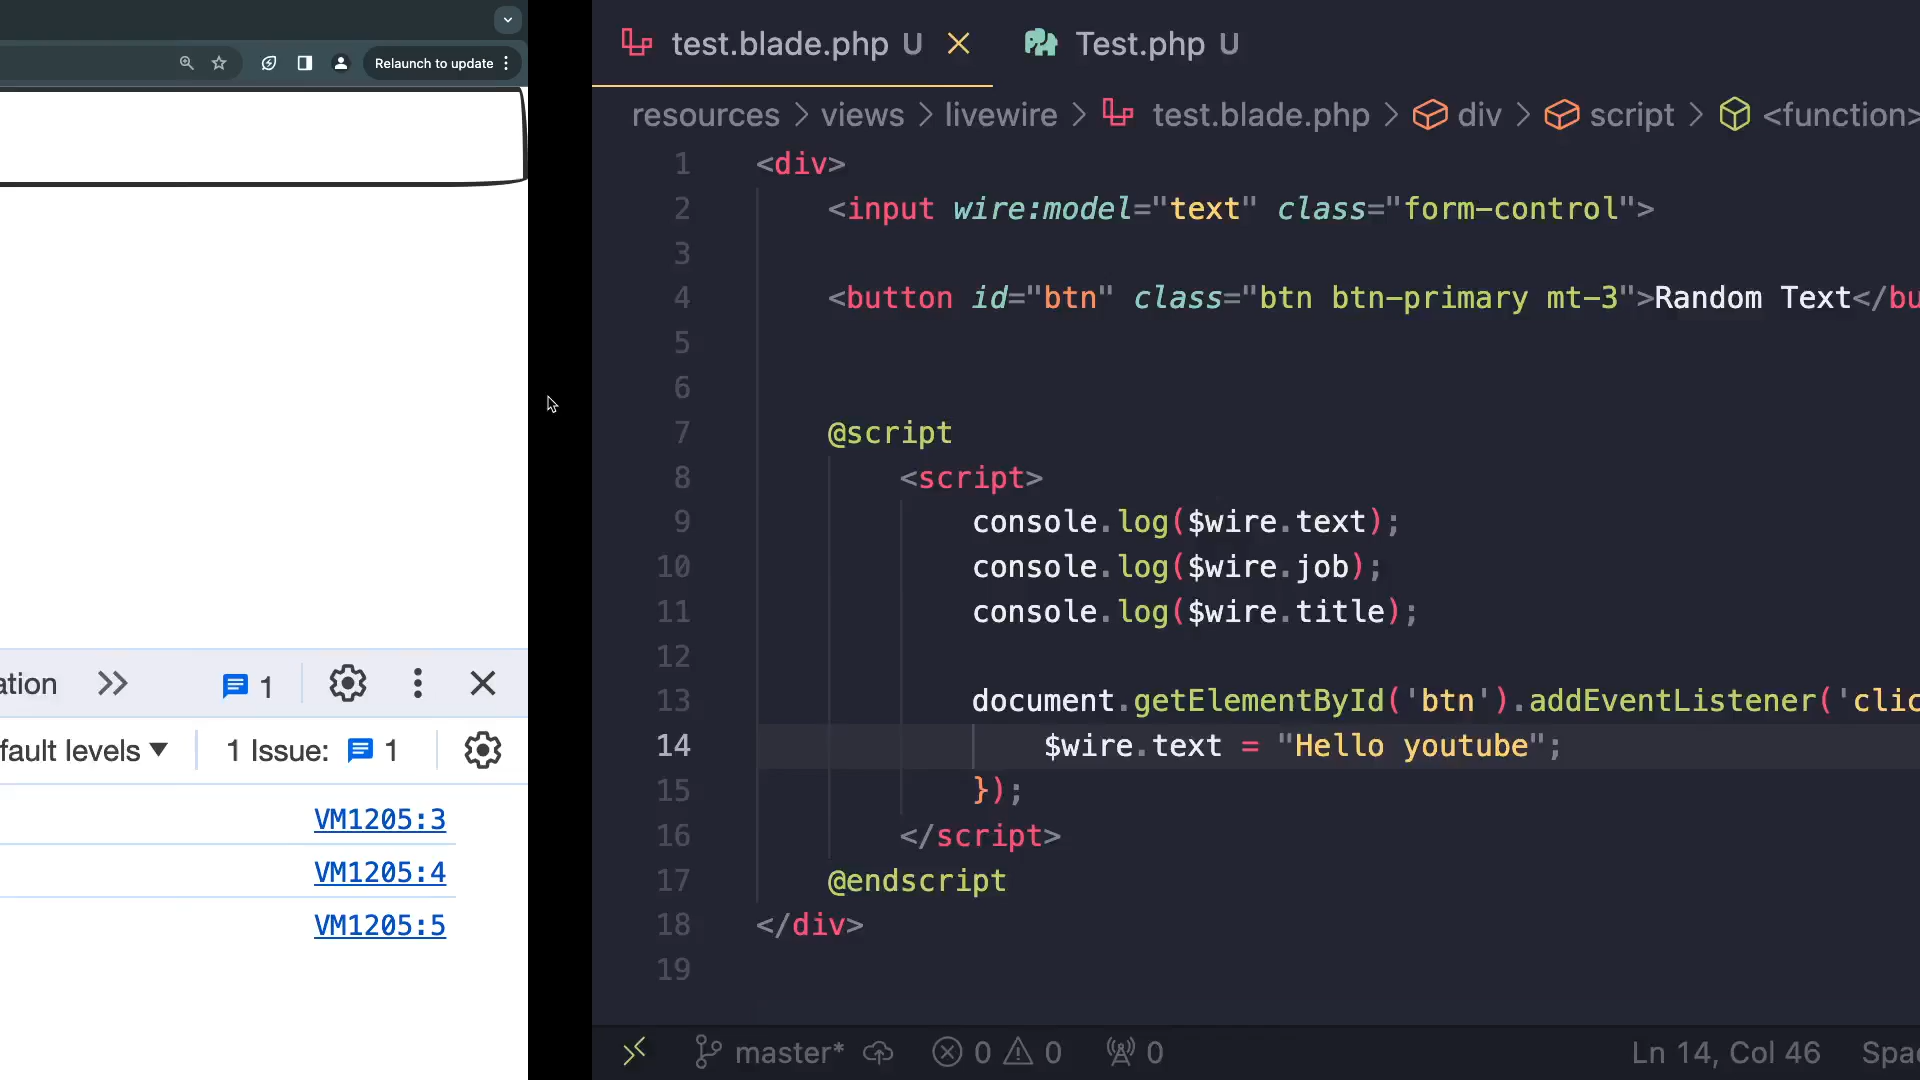 Relaunch to update
ation
1
fault levels
1 Issue:
1
VM1205:3
VM1205:4
VM1205:5
test.blade.php U
Test.php U
resources > views > livewire > test.blade.php > div > script > <function>
1 <div>
2 <input wire:model="text" class="form-control">
3
4 <button id="btn" class="btn btn-primary mt-3">Random Text</bu
5
6
7 @script
8 <script>
9 console.log($wire.text);
10 console.log($wire.job);
11 console.log($wire.title);
12
13 document.getElementById('btn').addEventListener('clic
14 $wire.text = "Hello youtube";
15 });
16 </script>
17 @endscript
18 </div>
19
master* 0 0 0
Ln 14, Col 46 Spac